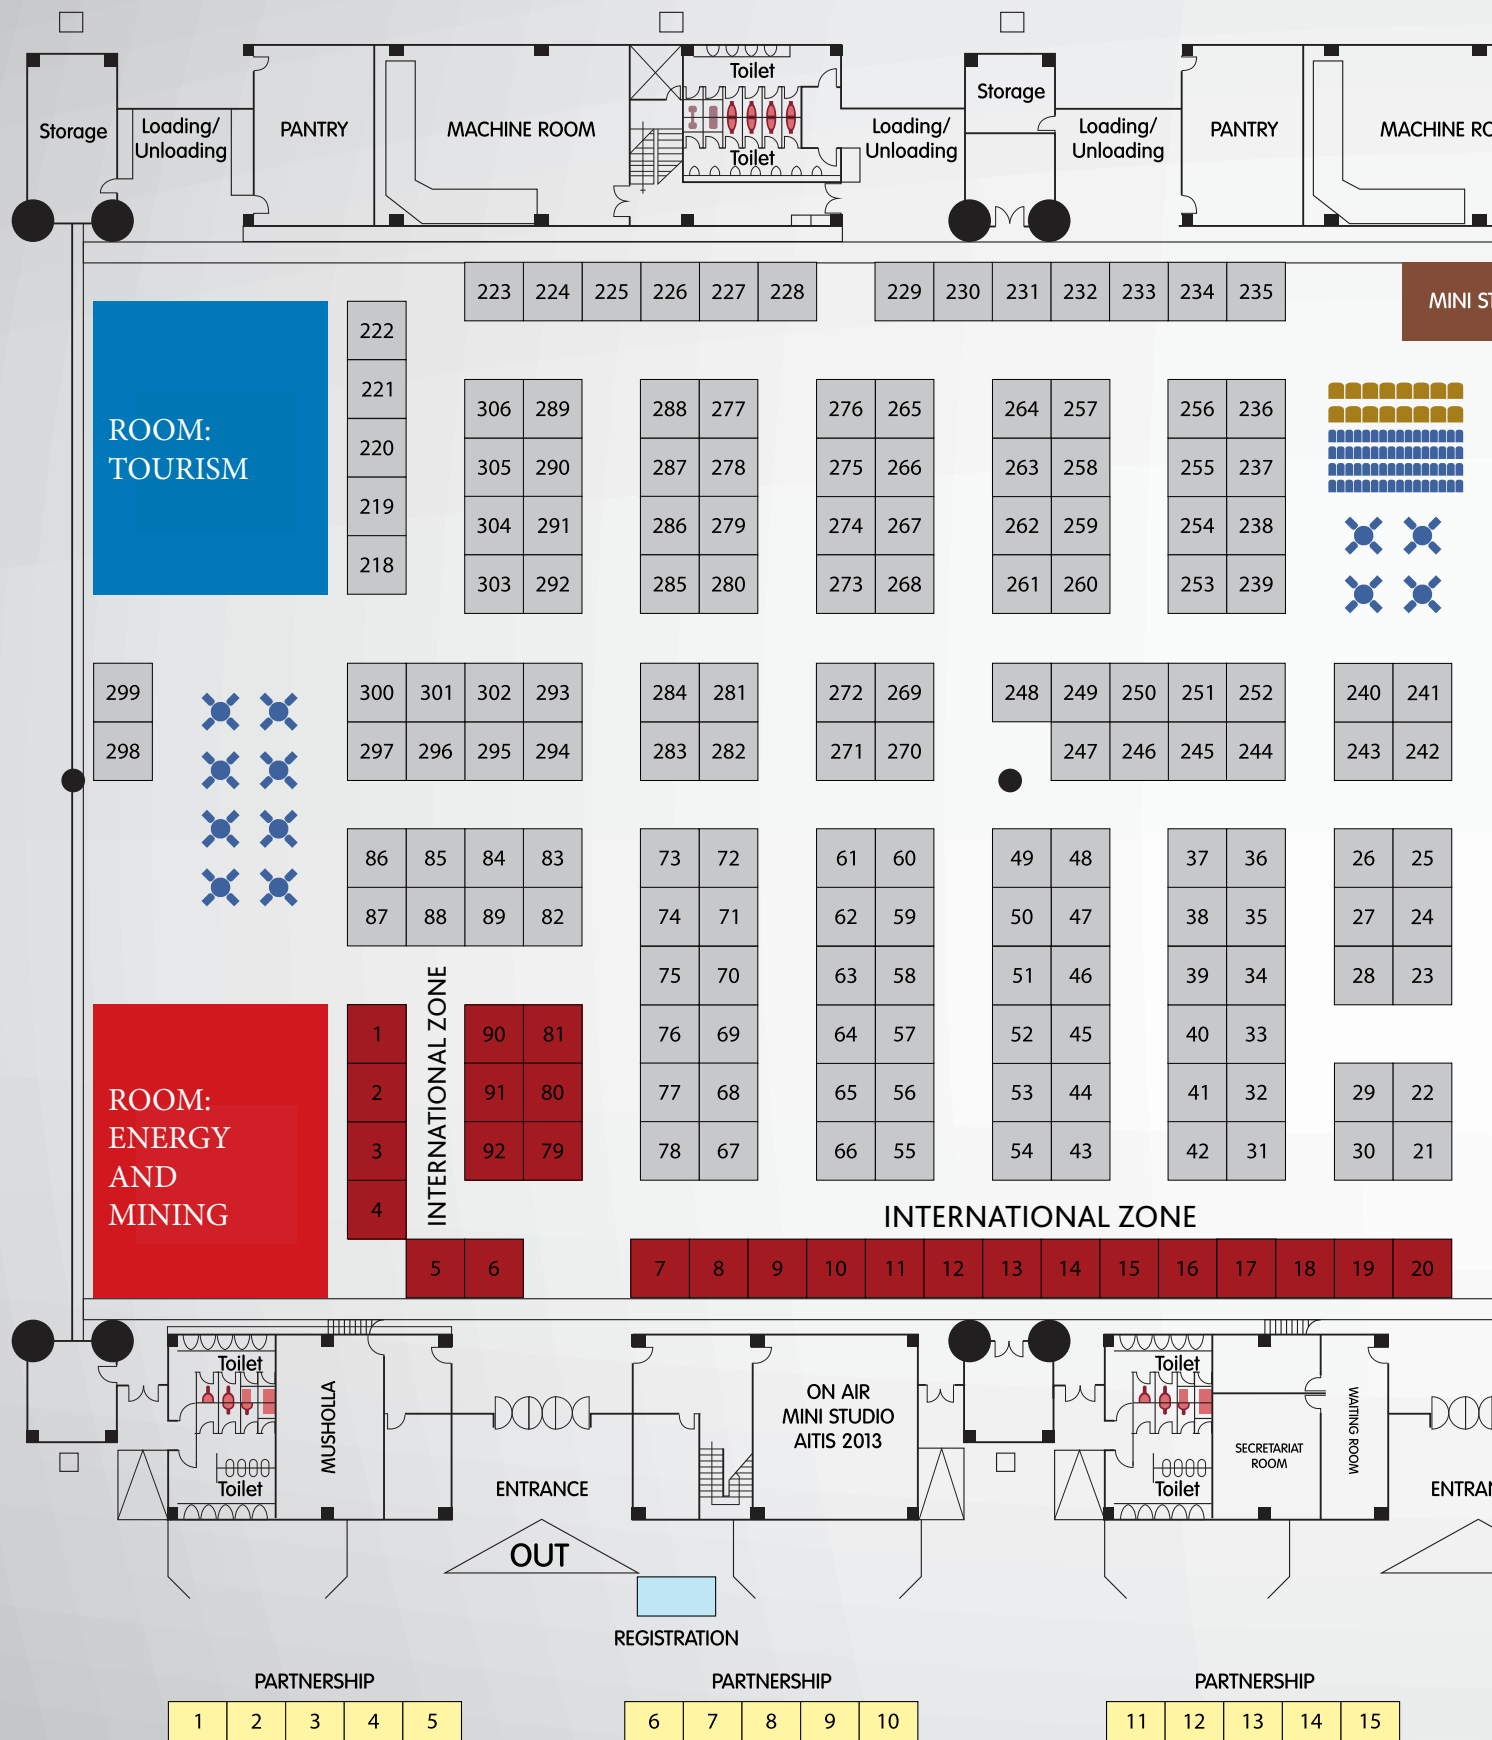 Storage
Loading/
Unloading
PANTRY
MACHINE ROOM
Toilet
Toilet
Loading/
Unloading
Storage
Loading/
Unloading
PANTRY
MACHINE RO
223 224 225 226 227 228 229 230 231 232 233 234 235
MINI ST
ROOM:
TOURISM
222
221
220
219
218
306 289 288 277 276 265 264 257 256 236
305 290 287 278 275 266 263 258 255 237
304 291 286 279 274 267 262 259 254 238
303 292 285 280 273 268 261 260 253 239
299 300 301 302 293 284 281 272 269 248 249 250 251 252 240 241
298 297 296 295 294 283 282 271 270 247 246 245 244 243 242
86 85 84 83 73 72 61 60 49 48 37 36 26 25
87 88 89 82 74 71 62 59 50 47 38 35 27 24
75 70 63 58 51 46 39 34 28 23
INTERNATIONAL ZONE
ROOM:
ENERGY
AND
MINING
1 90 81 76 69 64 57 52 45 40 33
2 91 80 77 68 65 56 53 44 41 32 29 22
3 92 79 78 67 66 55 54 43 42 31 30 21
4
INTERNATIONAL ZONE
5 6 7 8 9 10 11 12 13 14 15 16 17 18 19 20
Toilet
MUSHOLLA
Toilet
ENTRANCE
ON AIR
MINI STUDIO
AITIS 2013
Toilet
Toilet
SECRETARIAT
ROOM
WAITING ROOM
ENTRAN
OUT
REGISTRATION
PARTNERSHIP
1 2 3 4 5
PARTNERSHIP
6 7 8 9 10
PARTNERSHIP
11 12 13 14 15